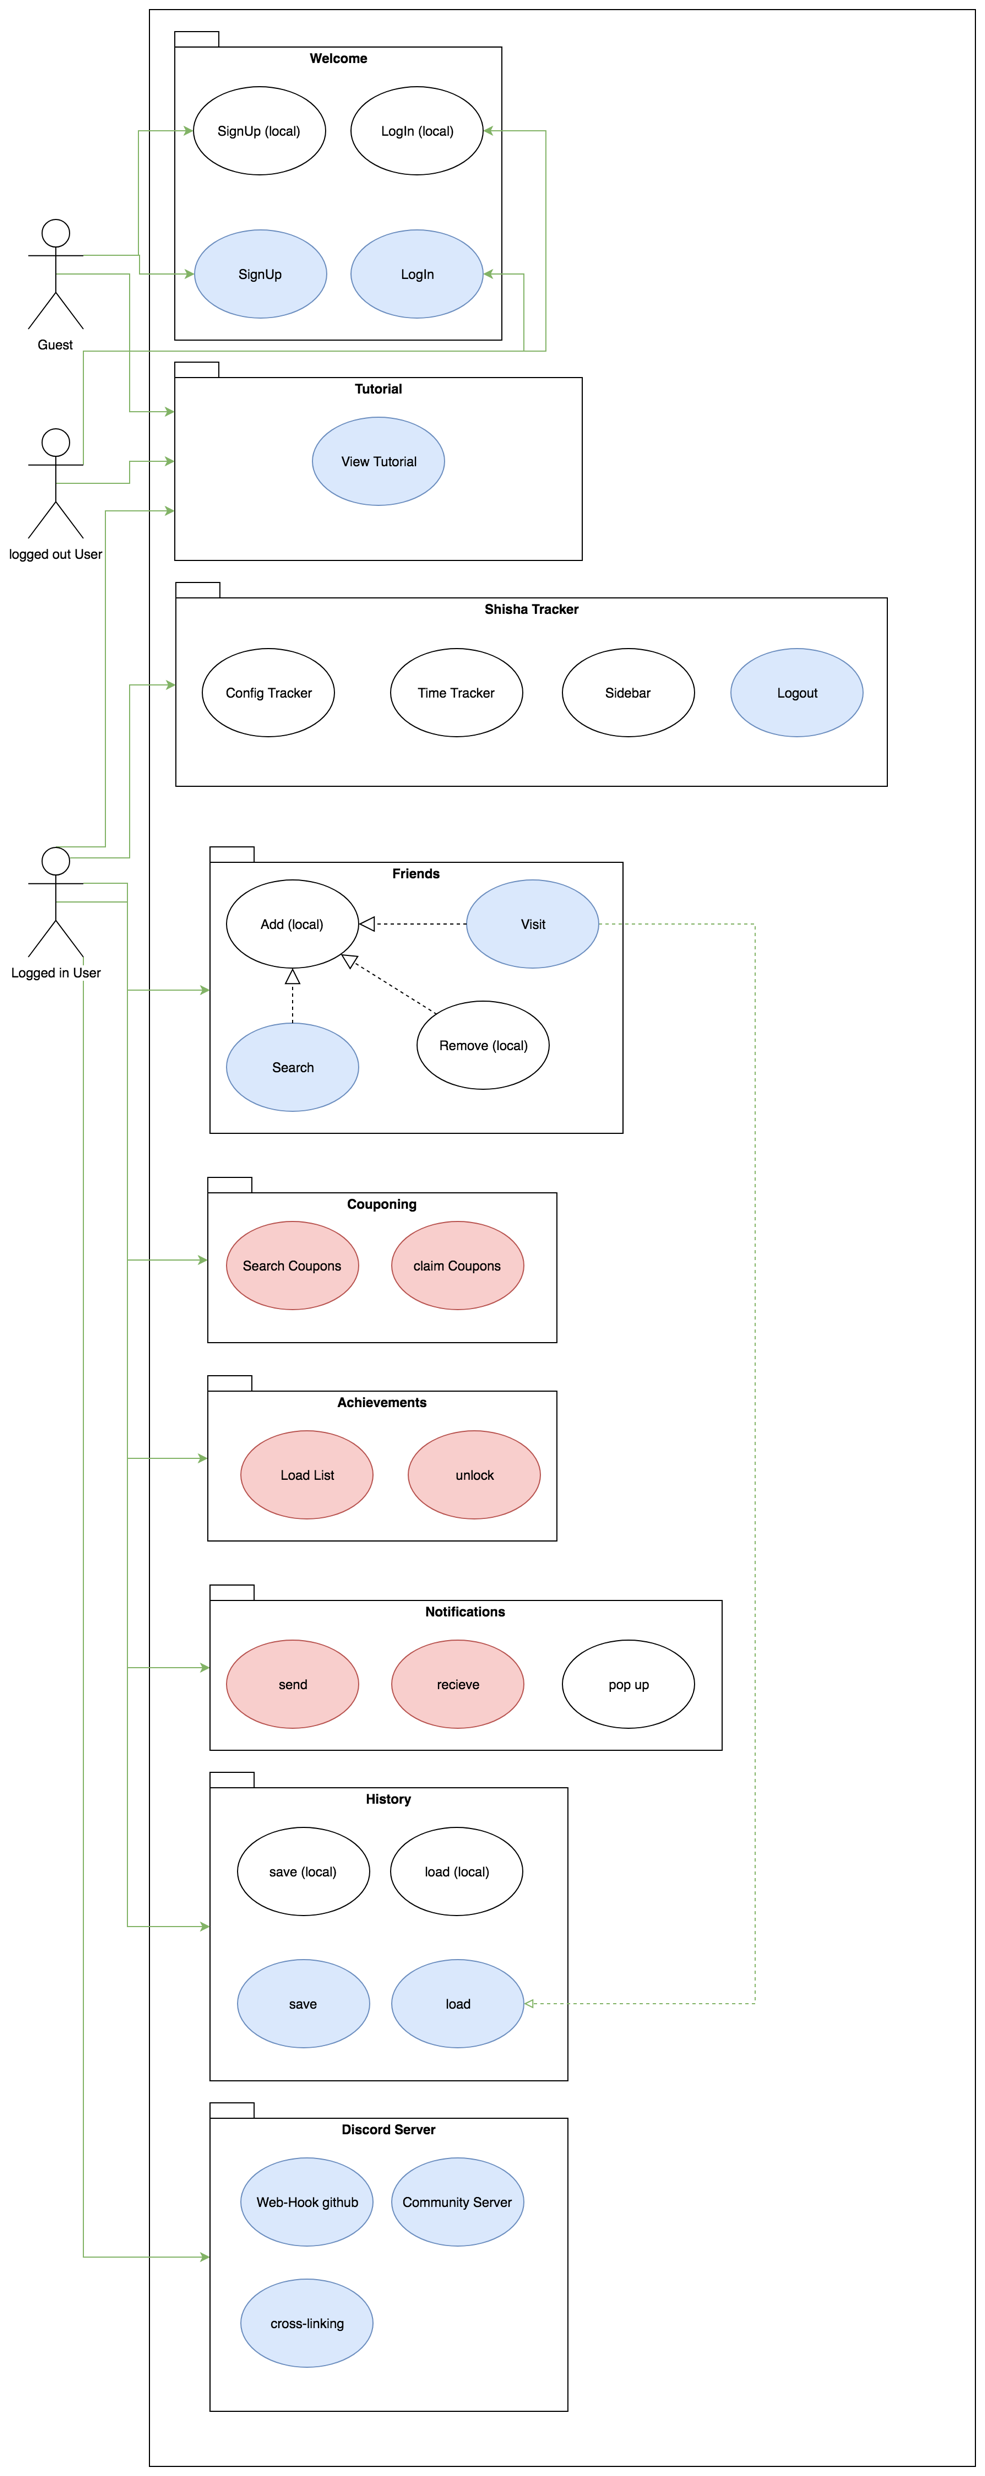 Welcome
SignUp (local)
LogIn (local)
SignUp
LogIn
Guest
Tutorial
View Tutorial
logged out User
Shisha Tracker
Config Tracker
Time Tracker
Sidebar
Logout
Friends
Add (local)
Visit
Logged in User
Remove (local)
Search
Couponing
Search Coupons
claim Coupons
Achievements
Load List
unlock
Notifications
send
recieve
pop up
History
save (local)
load (local)
save
load
Discord Server
Web-Hook github
Community Server
cross-linking